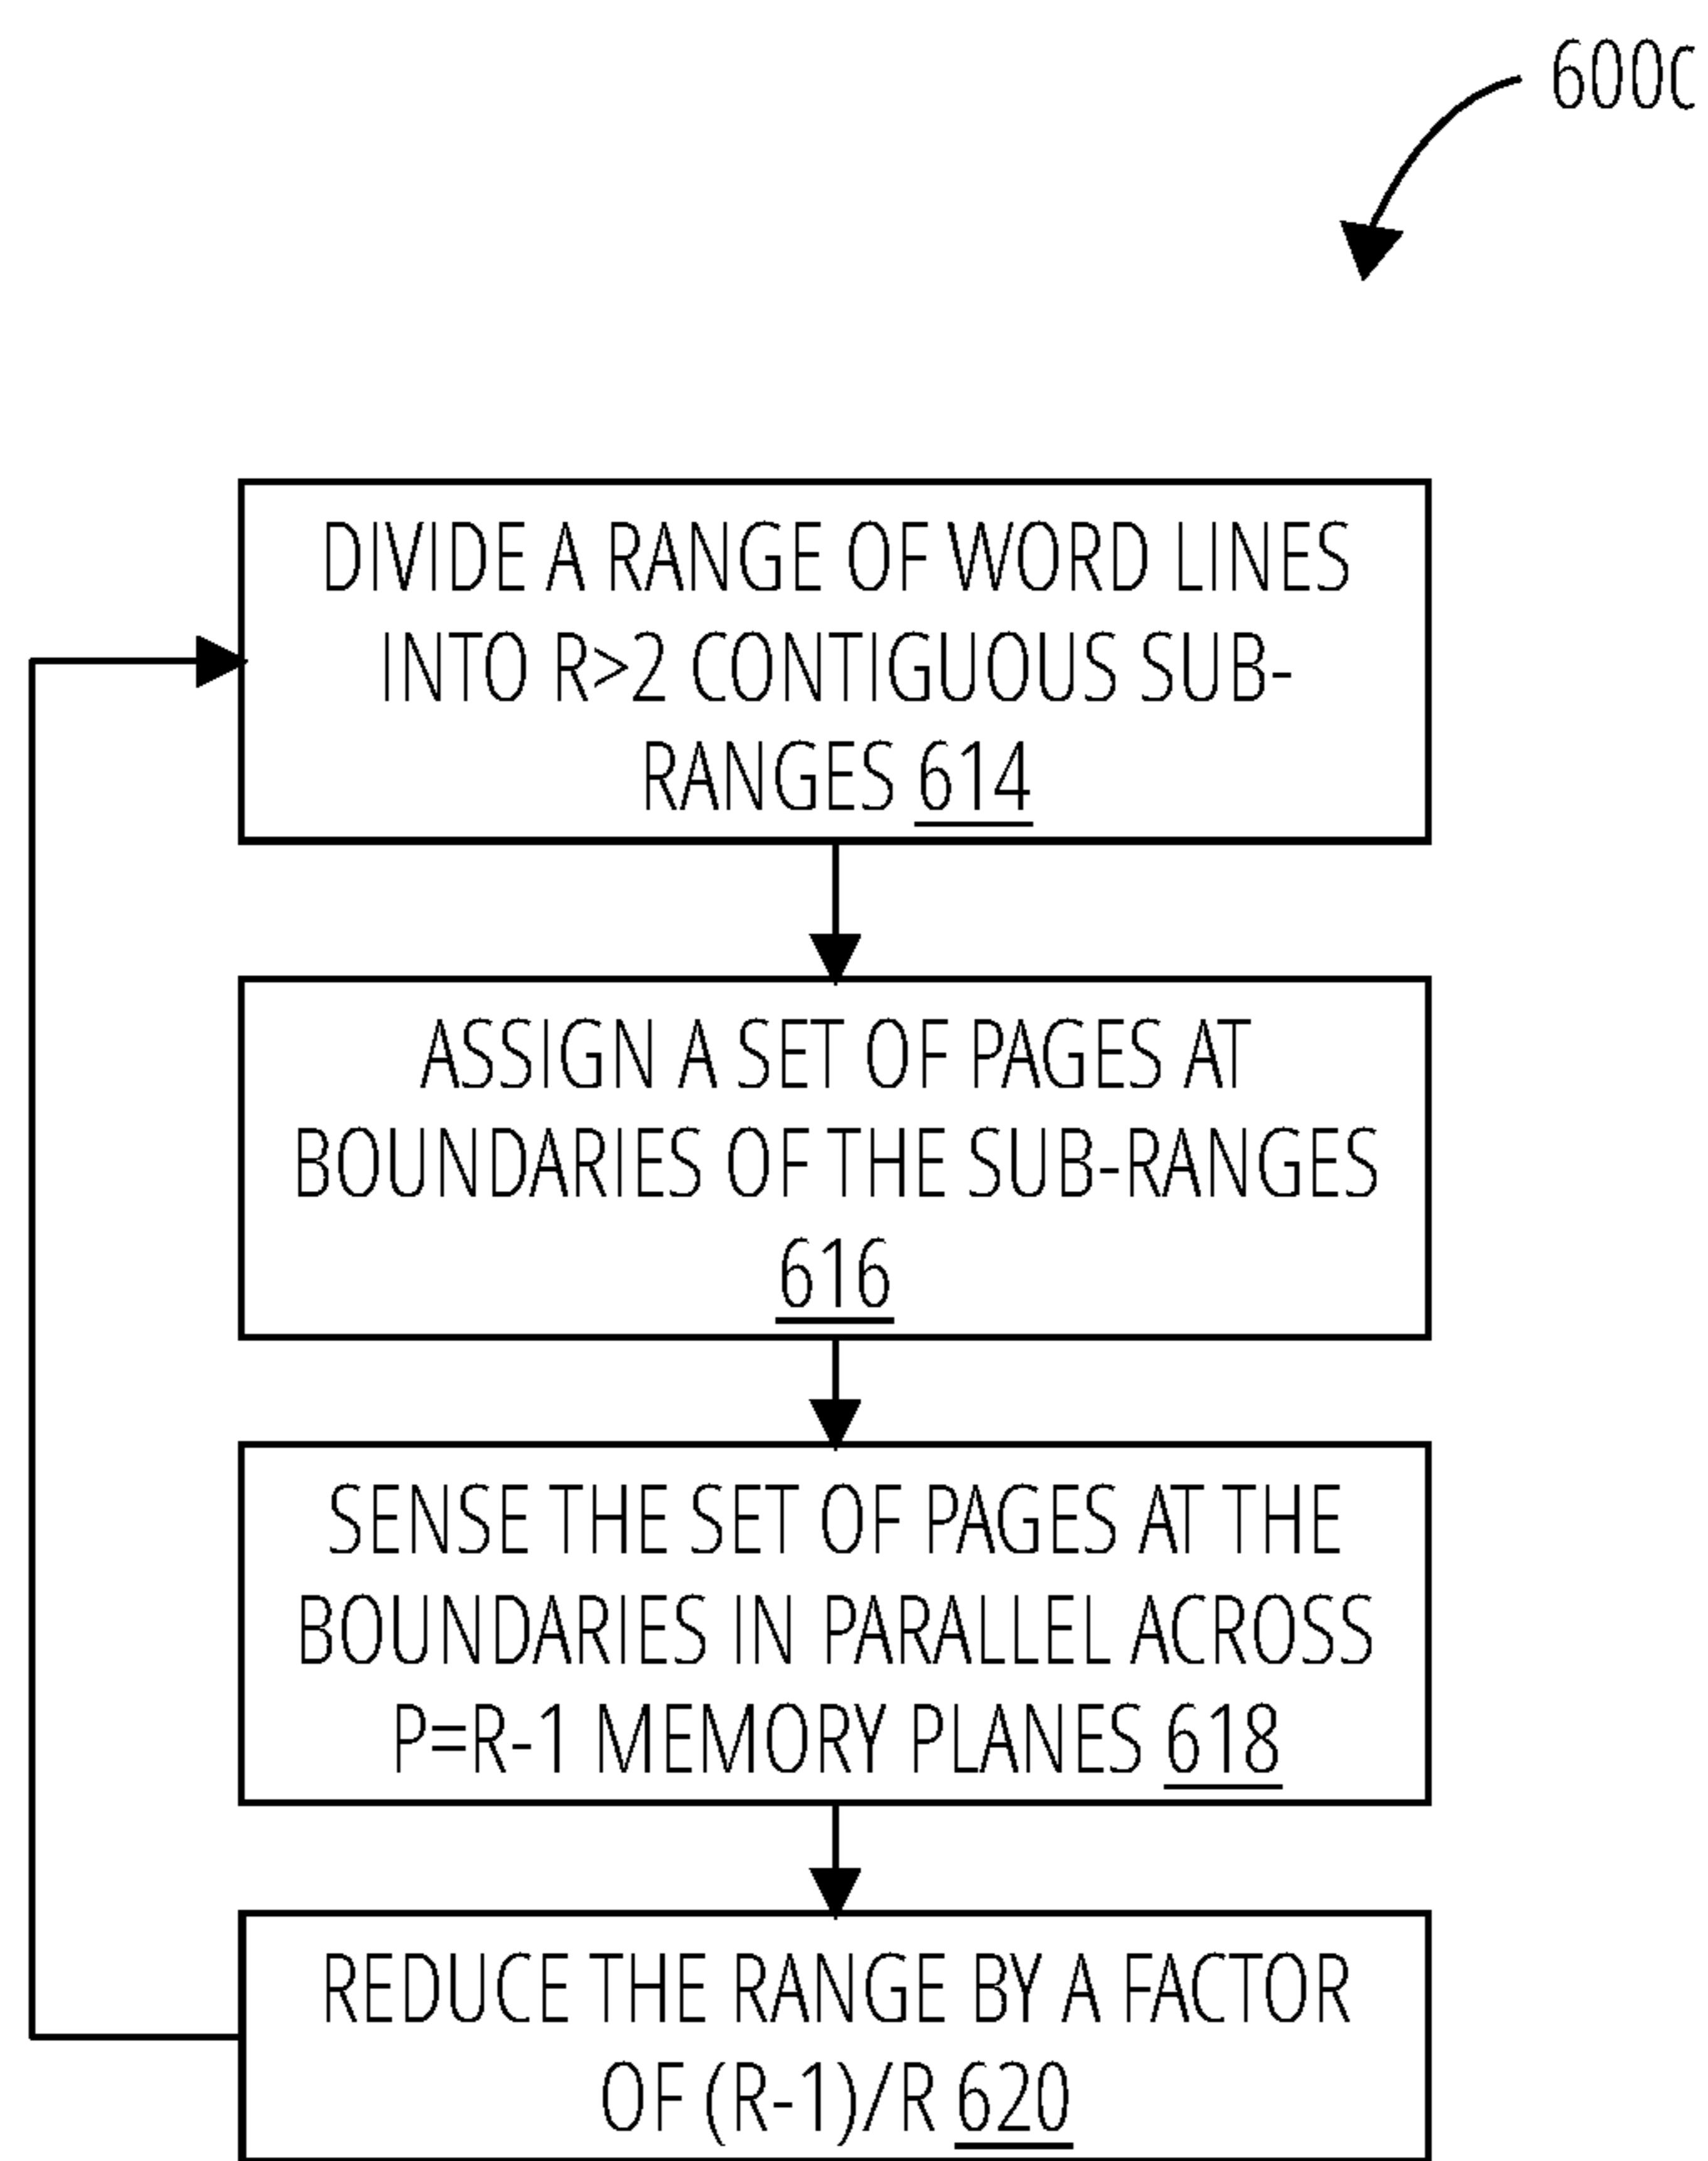 600C
DIVIDE A RANGE OF WORD LINES
INTO R>2 CONTIGUOUS SUB-
RANGES 614
ASSIGN A SET OF PAGES AT
BOUNDARIES OF THE SUB-RANGES
616
SENSE THE SET OF PAGES AT THE
BOUNDARIES IN PARALLEL ACROSS
P=R-1 MEMORY PLANES 618
REDUCE THE RANGE BY A FACTOR
OF (R-1)/R 620